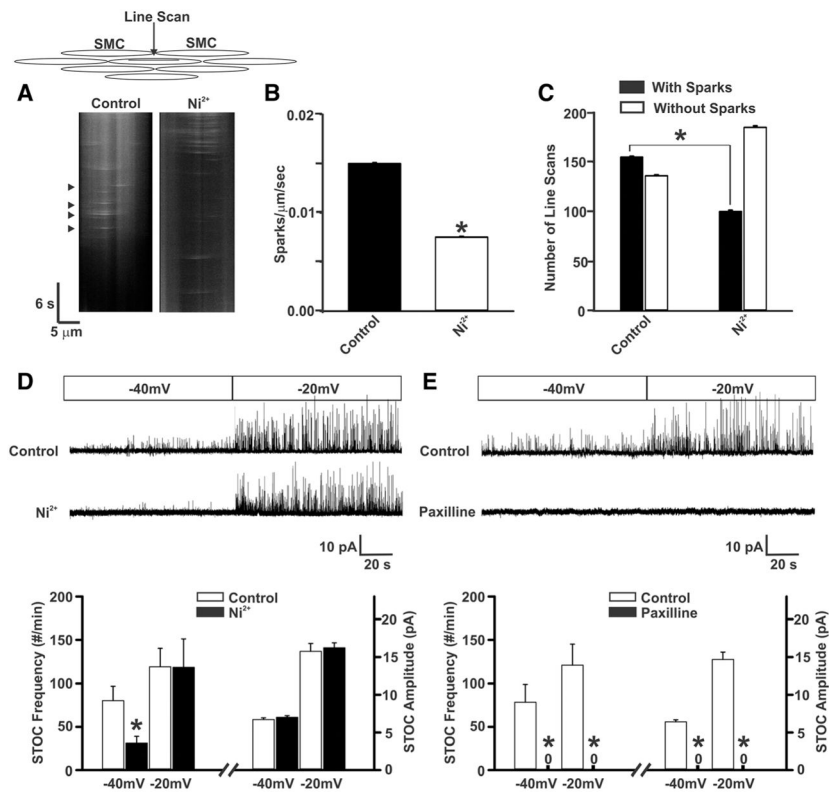 Line Scan
SMC SMC
A
Control Ni²⁺
6 s
5 μm
B
Sparks/μm/sec
0.02
0.01
0.00
*
Control
Ni²⁺
C
With Sparks
Without Sparks
Number of Line Scans
200
150
100
50
0
*
Control
Ni²⁺
D
-40mV -20mV
Control
Ni²⁺
10 pA
20 s
STOC Frequency (#/min)
200
150
100
50
0
Control
Ni²⁺
*
20
15
10
5
0
STOC Amplitude (pA)
-40mV -20mV -40mV -20mV
E
-40mV -20mV
Control
Paxilline
10 pA
20 s
STOC Frequency (#/min)
200
150
100
50
0
Control
Paxilline
* * * *
0 0 0 0
20
15
10
5
0
STOC Amplitude (pA)
-40mV -20mV -40mV -20mV